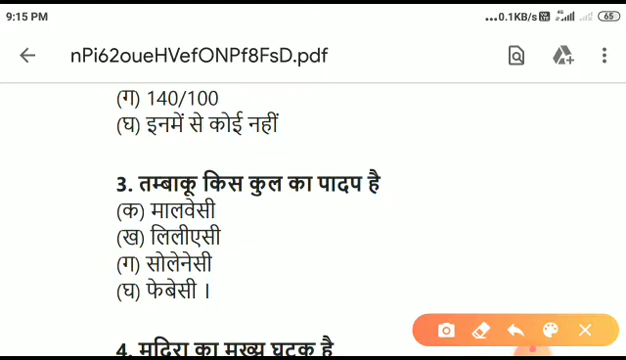 9:15 PM ...0.1KB/s 65
nPi62oueHVefONPf8FsD.pdf
(ग) 140/100
(घ) इनमें से कोई नहीं
3. तम्बाकू किस कुल का पादप है
(क) मालवेसी
(ख) लिलीएसी
(ग) सोलेनेसी
(घ) फेबेसी ।
4. मदिरा का मुख्य घटक है